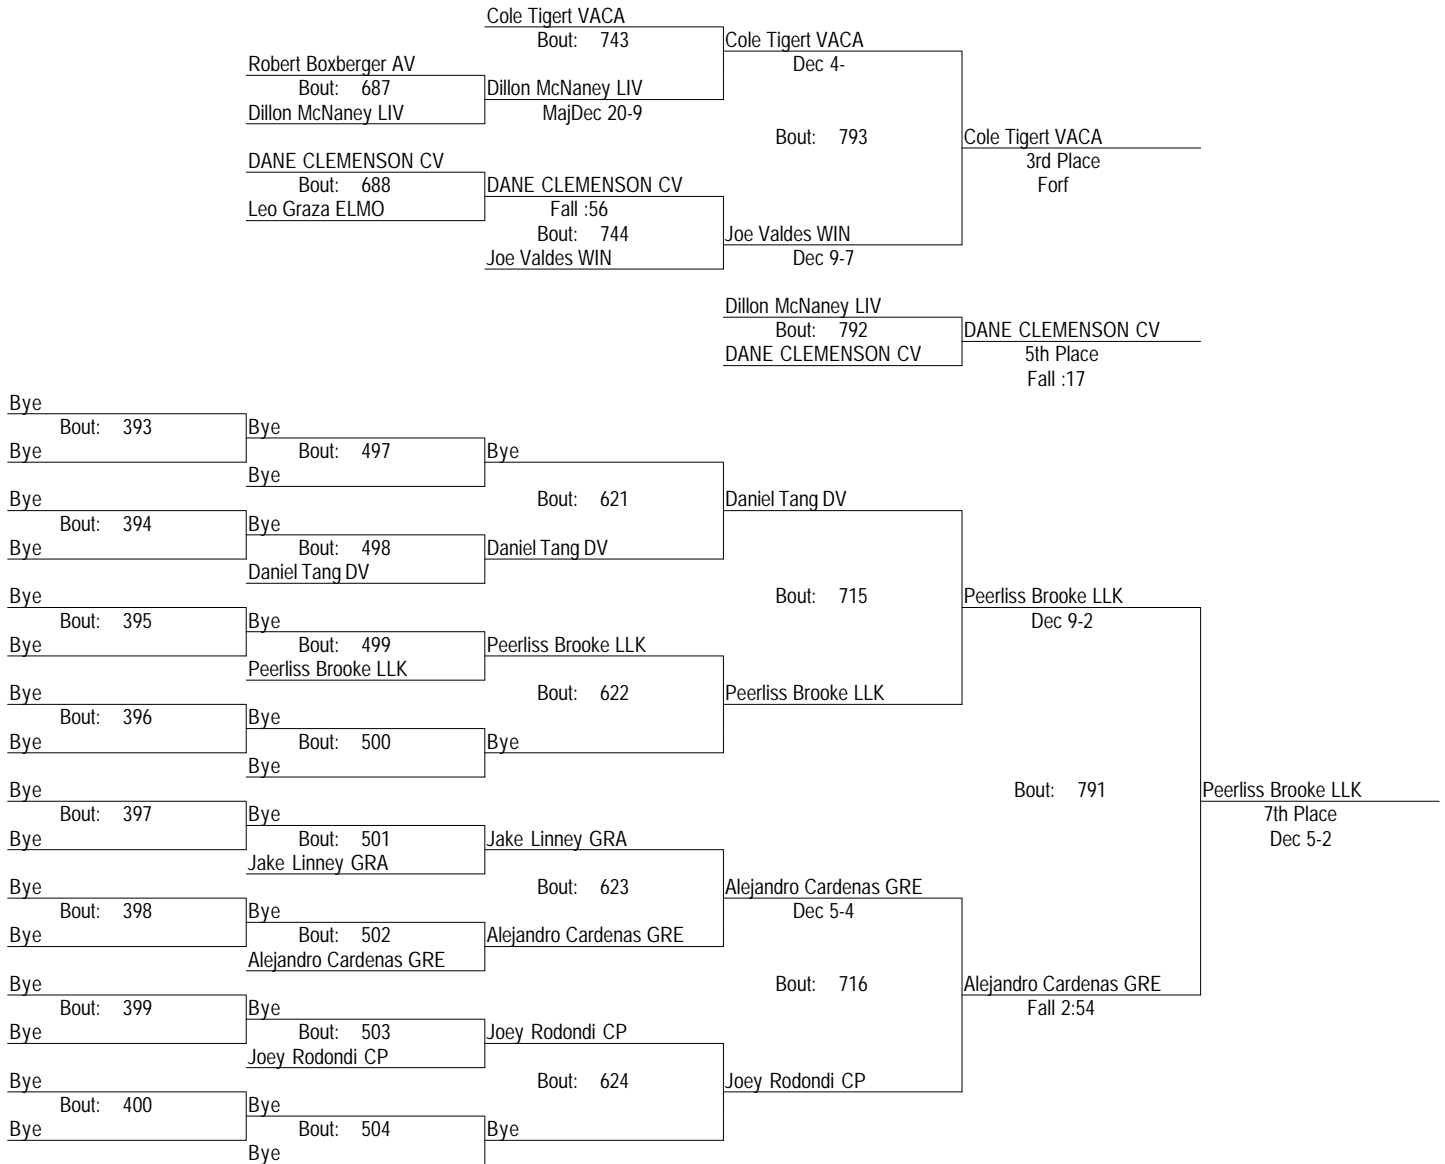 Cole Tigert VACA
Bout: 743
Cole Tigert VACA
Dec 4-
Robert Boxberger AV
Bout: 687
Dillon McNaney LIV
Dillon McNaney LIV
MajDec 20-9
Bout: 793
Cole Tigert VACA
3rd Place
Forf
DANE CLEMENSON CV
Bout: 688
Leo Graza ELMO
DANE CLEMENSON CV
Fall :56
Bout: 744
Joe Valdes WIN
Joe Valdes WIN
Dec 9-7
Dillon McNaney LIV
Bout: 792
DANE CLEMENSON CV
DANE CLEMENSON CV
5th Place
Fall :17
Bye
Bout: 393
Bye
Bye
Bout: 497
Bye
Bye
Bout: 621
Daniel Tang DV
Bye
Bout: 394
Bye
Bye
Bout: 498
Daniel Tang DV
Daniel Tang DV
Bout: 715
Peerliss Brooke LLK
Dec 9-2
Bye
Bout: 395
Bye
Bye
Bout: 499
Peerliss Brooke LLK
Peerliss Brooke LLK
Bout: 622
Peerliss Brooke LLK
Bye
Bout: 396
Bye
Bye
Bout: 500
Bye
Bye
Bout: 791
Peerliss Brooke LLK
7th Place
Dec 5-2
Bye
Bout: 397
Bye
Bye
Bout: 501
Jake Linney GRA
Jake Linney GRA
Bout: 623
Alejandro Cardenas GRE
Dec 5-4
Bye
Bout: 398
Bye
Bye
Bout: 502
Alejandro Cardenas GRE
Alejandro Cardenas GRE
Bout: 716
Alejandro Cardenas GRE
Fall 2:54
Bye
Bout: 399
Bye
Bye
Bout: 503
Joey Rodondi CP
Joey Rodondi CP
Bout: 624
Joey Rodondi CP
Bye
Bout: 400
Bye
Bye
Bout: 504
Bye
Bye